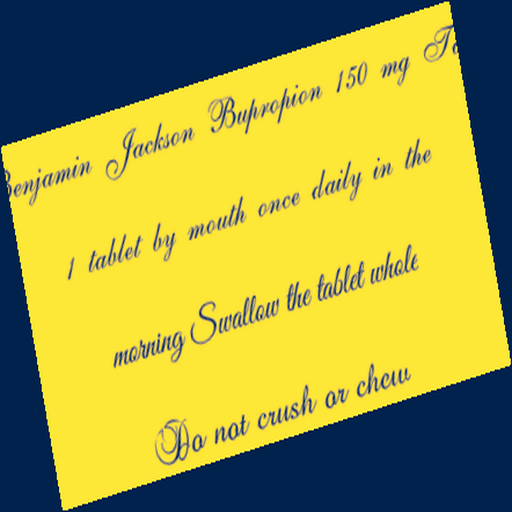 Benjamin Jackson Bupropion 150 mg
1 tablet by mouth once daily in the
morning Swallow the tablet whole
Do not crush or chew